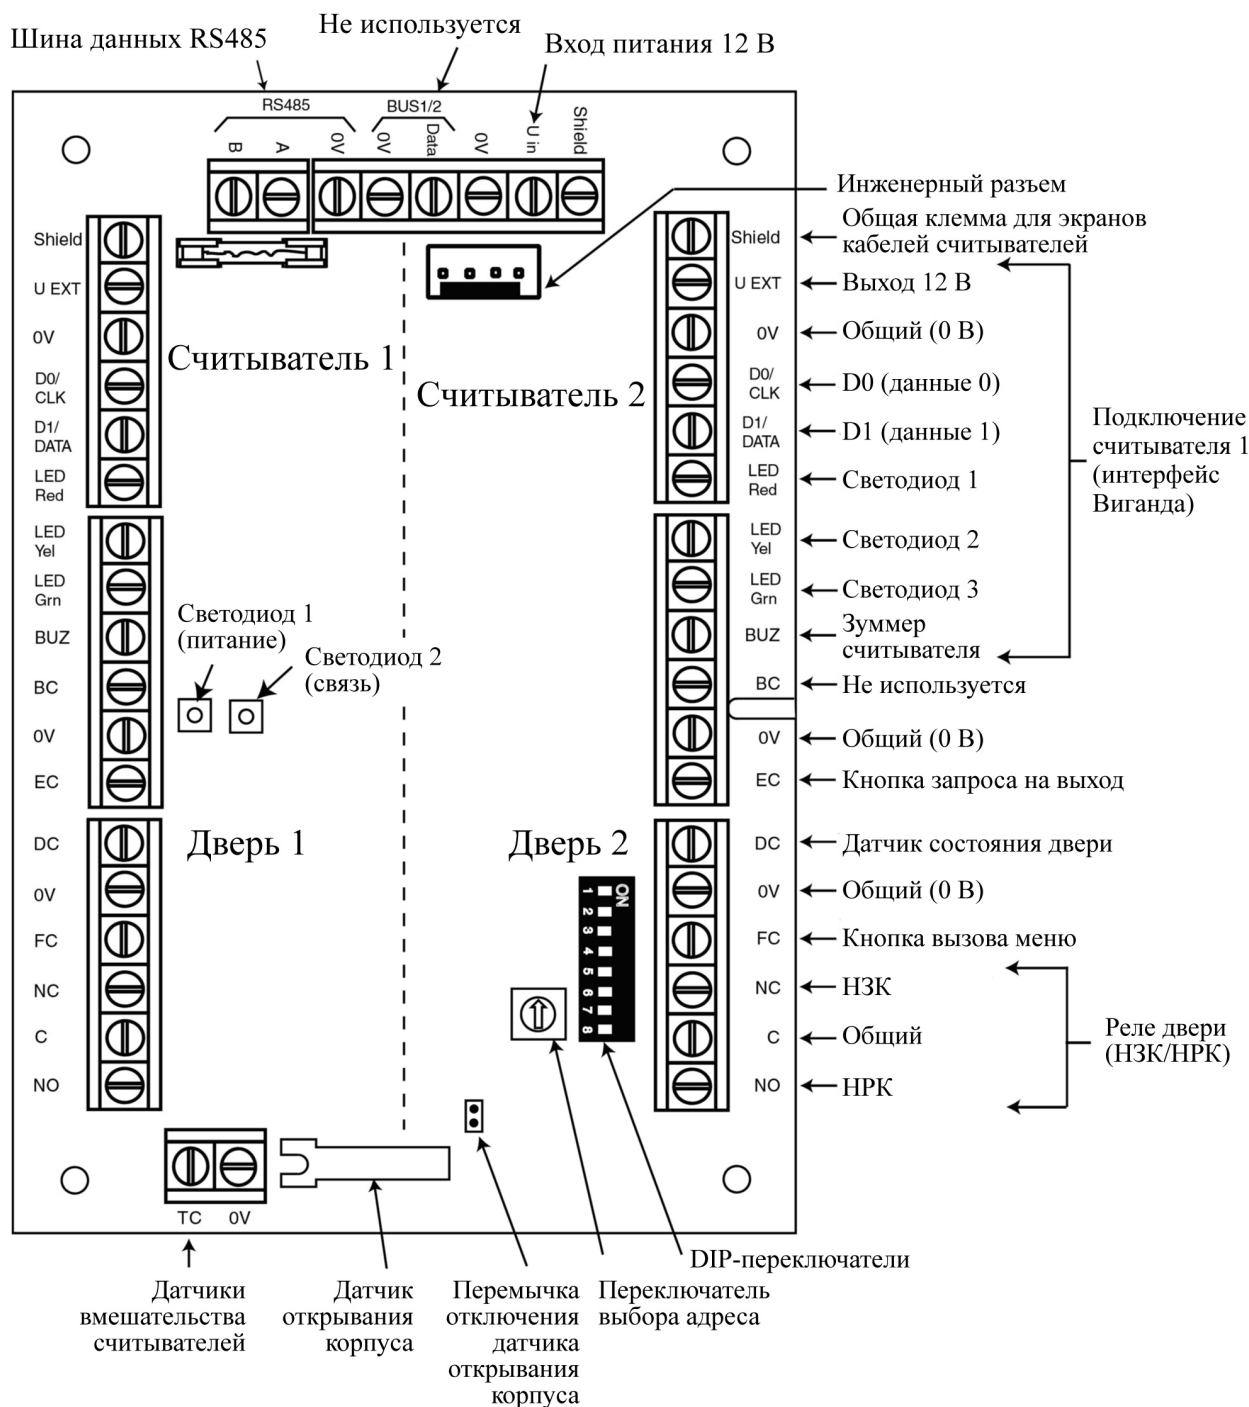 Шина данных RS485
Не используется
Вход питания 12 В
RS485
BUS1/2
B
A
0V
0V
Data
0V
U in
Shield
Инженерный разъем
Shield
U EXT
0V
D0/
CLK
D1/
DATA
LED
Red
LED
Yel
LED
Grn
BUZ
BC
0V
EC
DC
0V
FC
NC
C
NO
Считыватель 1
Считыватель 2
Светодиод 1
(питание)
Светодиод 2
(связь)
Дверь 1
Дверь 2
ON
1
2
3
4
5
6
7
8
Shield
U EXT
0V
D0/
CLK
D1/
DATA
LED
Red
LED
Yel
LED
Grn
BUZ
BC
0V
EC
DC
0V
FC
NC
C
NO
Общая клемма для экранов
кабелей считывателей
Выход 12 В
Общий (0 В)
D0 (данные 0)
D1 (данные 1)
Светодиод 1
Светодиод 2
Светодиод 3
Зуммер
считывателя
Не используется
Общий (0 В)
Кнопка запроса на выход
Датчик состояния двери
Общий (0 В)
Кнопка вызова меню
НЗК
Общий
НРК
Подключение
считывателя 1
(интерфейс
Виганда)
Реле двери
(НЗК/НРК)
TC
0V
Датчики
вмешательства
считывателей
Датчик
открывания
корпуса
Перемычка
отключения
датчика
открывания
корпуса
Переключатель
выбора адреса
DIP-переключатели